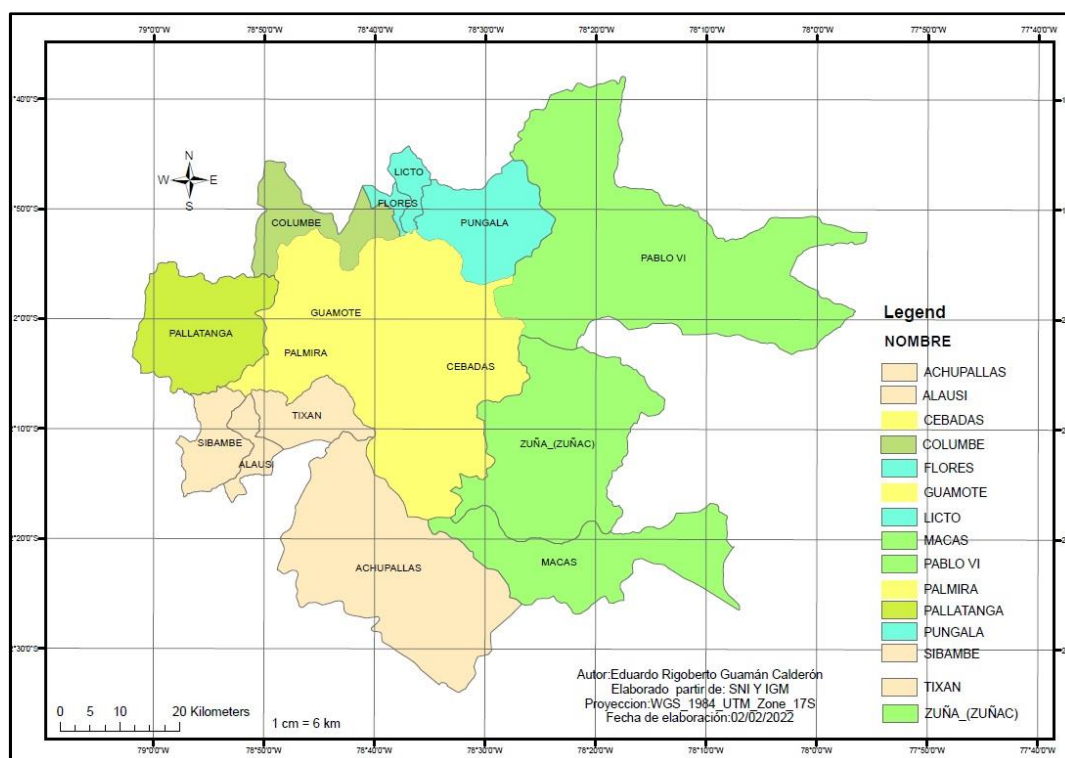 79°0'0"W 78°50'0"W 78°40'0"W 78°30'0"W 78°20'0"W 78°10'0"W 78°0'0"W 77°50'0"W 77°40'0"W
N
W E
S
LICTO
FLORES
COLUMBE
PUNGALA
PABLO VI
GUAMOTE
PALLATANGA
PALMIRA
CEBADAS
TIXAN
SIBAMBE
ALAUSI
ZUÑA_(ZUÑAC)
ACHUPALLAS
MACAS
Legend
NOMBRE
ACHUPALLAS
ALAUSI
CEBADAS
COLUMBE
FLORES
GUAMOTE
LICTO
MACAS
PABLO VI
PALMIRA
PALLATANGA
PUNGALA
SIBAMBE
TIXAN
ZUÑA_(ZUÑAC)
Autor:Eduardo Rigoberto Guamán Calderón
Elaborado partir de: SNI Y IGM
Proyeccion:WGS_1984_UTM_Zone_17S
Fecha de elaboración:02/02/2022
0 5 10 20 Kilometers
1 cm = 6 km
79°0'0"W 78°50'0"W 78°40'0"W 78°30'0"W 78°20'0"W 78°10'0"W 78°0'0"W 77°50'0"W 77°40'0"W